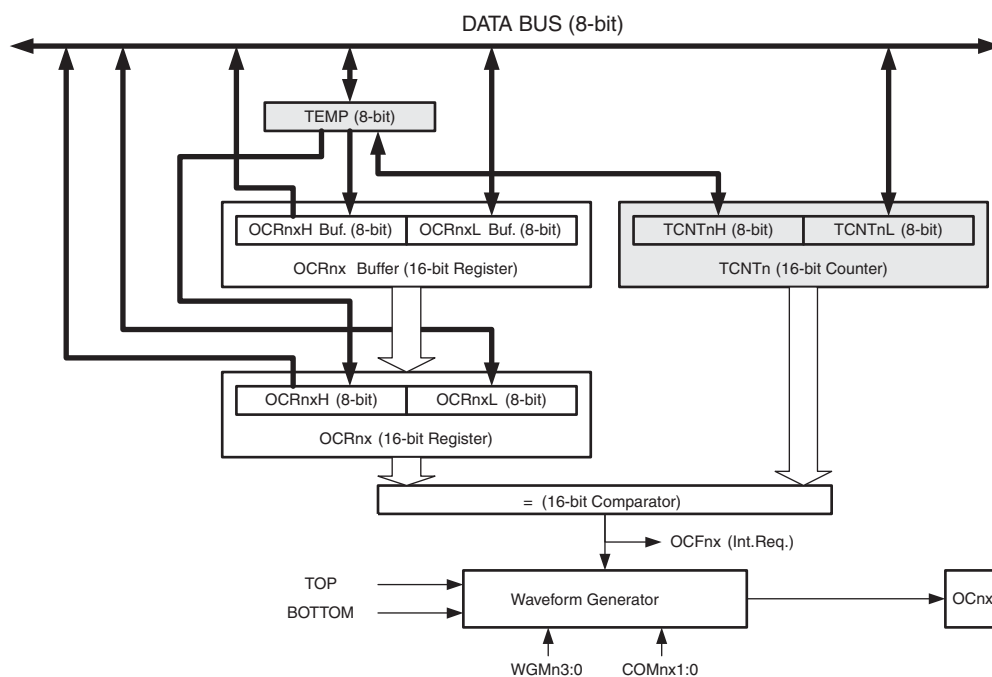 DATA BUS (8-bit)
TEMP (8-bit)
OCRnxH Buf. (8-bit)
OCRnxL Buf. (8-bit)
OCRnx Buffer (16-bit Register)
TCNTnH (8-bit)
TCNTnL (8-bit)
TCNTn (16-bit Counter)
OCRnxH (8-bit)
OCRnxL (8-bit)
OCRnx (16-bit Register)
= (16-bit Comparator)
OCFnx (Int.Req.)
TOP
BOTTOM
Waveform Generator
OCnx
WGMn3:0
COMnx1:0